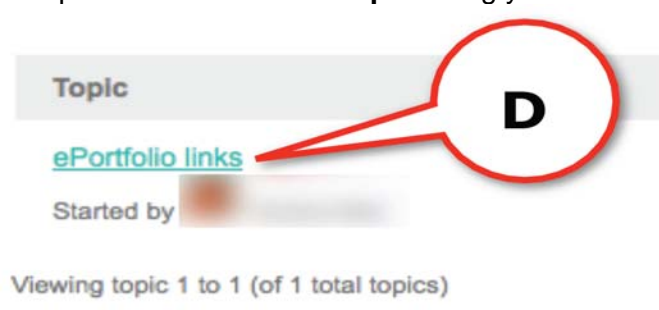 Topic
D
ePortfolio links
Started by
Viewing topic 1 to 1 (of 1 total topics)